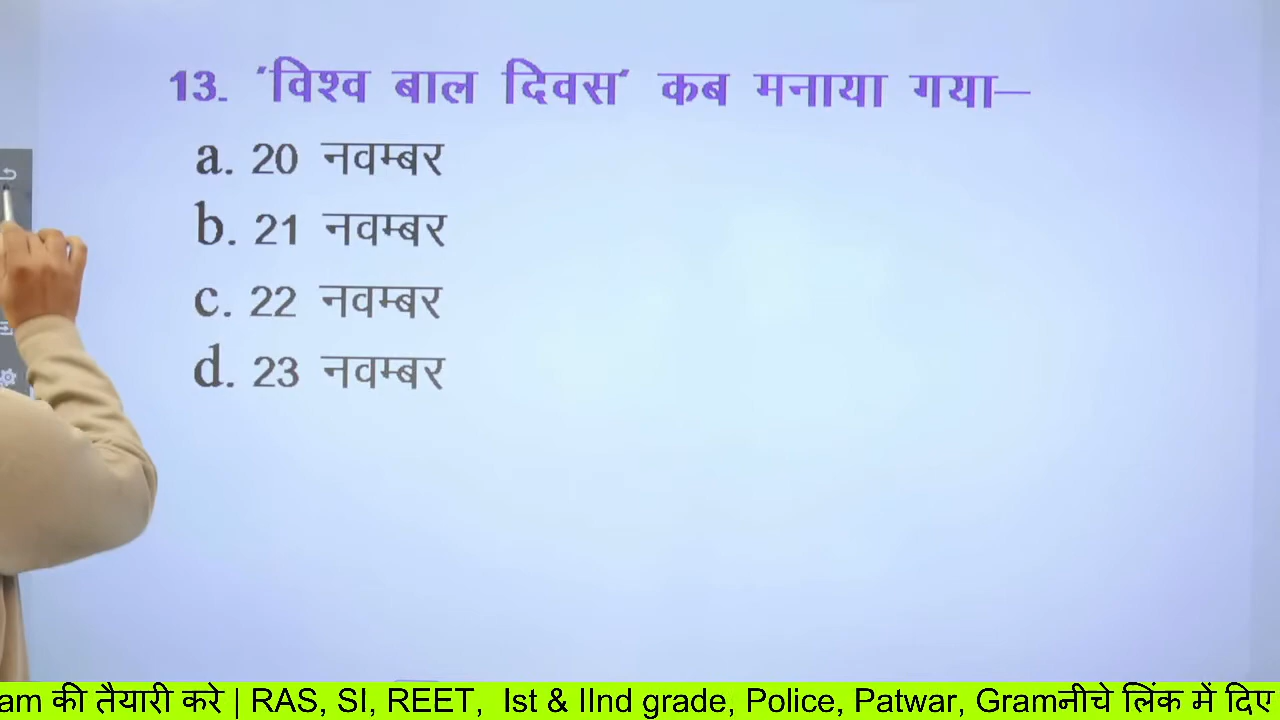 13. 'विश्व बाल दिवस' कब मनाया गया—
a. 20 नवम्बर
b. 21 नवम्बर
c. 22 नवम्बर
d. 23 नवम्बर
am की तैयारी करे | RAS, SI, REET, Ist & IInd grade, Police, Patwar, Gramनीचे लिंक में दिए